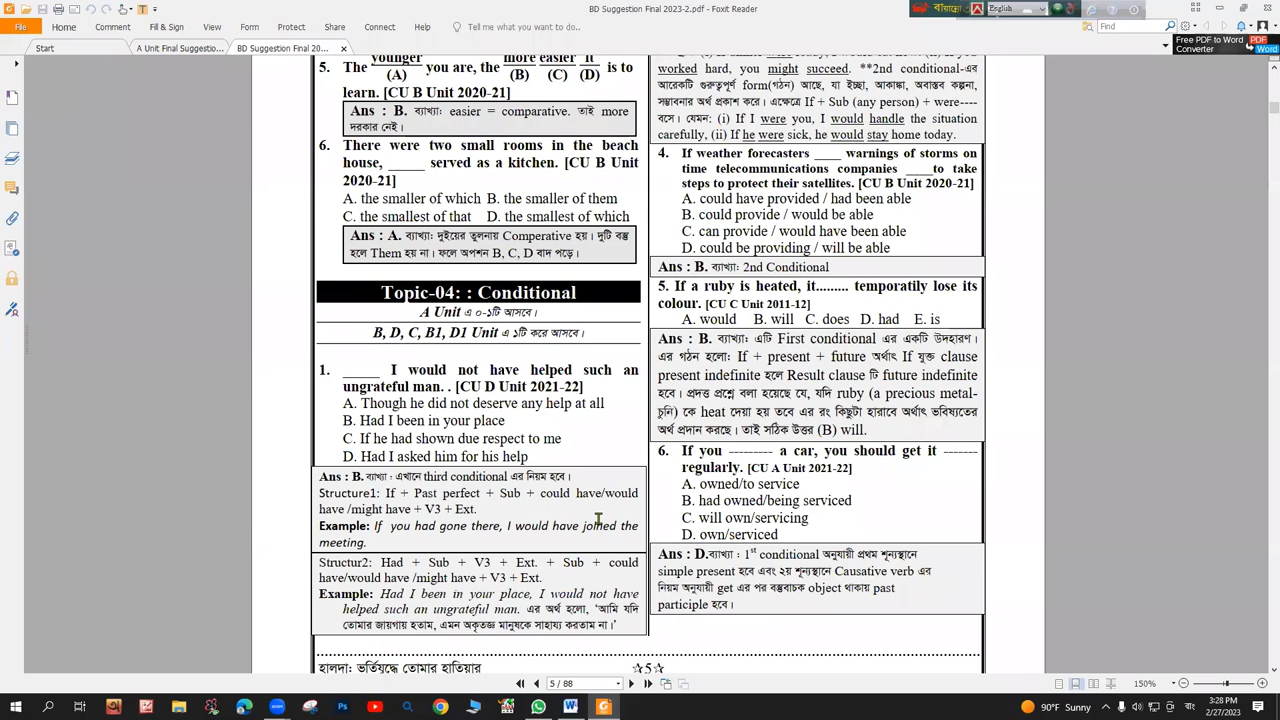 BD Suggestion Final 2023-2.pdf - Foxit Reader
English
File
Home
Comment
Fill & Sign
View
Form
Protect
Share
Connect
Help
Tell me what you want to do...
Find
Start
A Unit Final Suggestio...
BD Suggestion Final 20...
Free PDF to Word
Converter
PDF
Word
younger more easier it
5. The (A) you are, the (B) (C) (D) is to
learn. [CU B Unit 2020-21]
Ans : B. ব্যাখ্যা: easier = comparative. তাই more
দরকার নেই।
6. There were two small rooms in the beach
house, _____ served as a kitchen. [CU B Unit
2020-21]
A. the smaller of which B. the smaller of them
C. the smallest of that D. the smallest of which
Ans : A. ব্যাখ্যা: দুইয়ের তুলনায় Comperative হয়। দুটি বস্তু
হলে Them হয় না। ফলে অপশন B, C, D বাদ পড়ে।
Topic-04: : Conditional
A Unit এ ০-১টি আসবে।
B, D, C, B1, D1 Unit এ ১টি করে আসবে।
1. _____ I would not have helped such an
ungrateful man. . [CU D Unit 2021-22]
A. Though he did not deserve any help at all
B. Had I been in your place
C. If he had shown due respect to me
D. Had I asked him for his help
Ans : B. ব্যাখ্যা : এখানে third conditional এর নিয়ম হবে।
Structure1: If + Past perfect + Sub + could have/would
have /might have + V3 + Ext.
Example: If you had gone there, I would have joined the
meeting.
Structur2: Had + Sub + V3 + Ext. + Sub + could
have/would have /might have + V3 + Ext.
Example: Had I been in your place, I would not have
helped such an ungrateful man. এর অর্থ হলো, ‘আমি যদি
তোমার জায়গায় হতাম, এমন অকৃতজ্ঞ মানুষকে সাহায্য করতাম না।’
worked hard, you might succeed. **2nd conditional-এর
আরেকটি গুরুত্বপূর্ণ form(গঠন) আছে, যা ইচ্ছা, আকাঙ্ক্ষা, অবাস্তব কল্পনা,
সম্ভাবনার অর্থ প্রকাশ করে। এক্ষেত্রে If + Sub (any person) + were----
বসে। যেমন: (i) If I were you, I would handle the situation
carefully, (ii) If he were sick, he would stay home today.
4. If weather forecasters ____ warnings of storms on
time telecommunications companies ____to take
steps to protect their satellites. [CU B Unit 2020-21]
A. could have provided / had been able
B. could provide / would be able
C. can provide / would have been able
D. could be providing / will be able
Ans : B. ব্যাখ্যা: 2nd Conditional
5. If a ruby is heated, it......... temporatily lose its
colour. [CU C Unit 2011-12]
A. would B. will C. does D. had E. is
Ans : B. ব্যাখ্যা: এটি First conditional এর একটি উদহারণ।
এর গঠন হলো: If + present + future অর্থাৎ If যুক্ত clause
present indefinite হলে Result clause টি future indefinite
হবে। প্রদত্ত প্রশ্নে বলা হয়েছে যে, যদি ruby (a precious metal-
চুনি) কে heat দেয়া হয় তবে এর রং কিছুটা হারাবে অর্থাৎ ভবিষ্যতের
অর্থ প্রদান করছে। তাই সঠিক উত্তর (B) will.
6. If you --------- a car, you should get it -------
regularly. [CU A Unit 2021-22]
A. owned/to service
B. had owned/being serviced
C. will own/servicing
D. own/serviced
Ans : D.ব্যাখ্যা : 1st conditional অনুযায়ী প্রথম শূন্যস্থানে
simple present হবে এবং ২য় শূন্যস্থানে Causative verb এর
নিয়ম অনুযায়ী get এর পর বস্তুবাচক object থাকায় past
participle হবে।
হালদা: ভর্তিযুদ্ধে তোমার হাতিয়ার
☆5☆
5 / 88
150%
90°F Sunny
3:28 PM
2/27/2023